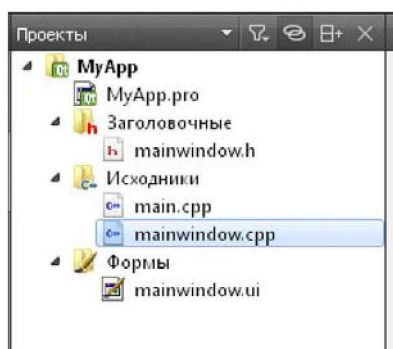 Проекты
MyApp
MyApp.pro
Заголовочные
mainwindow.h
Исходники
main.cpp
mainwindow.cpp
Формы
mainwindow.ui